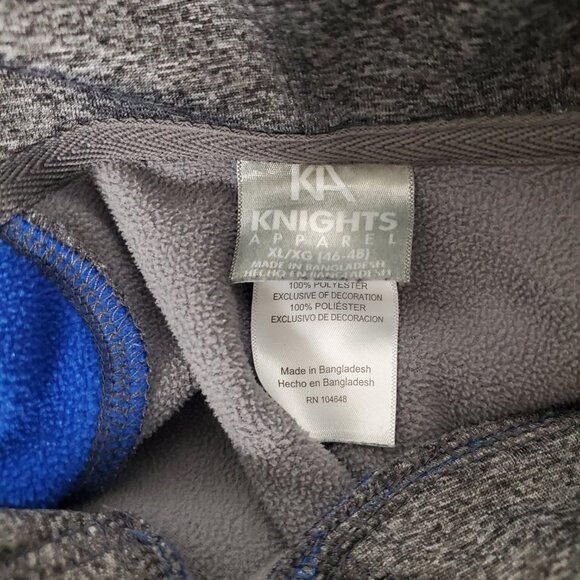 KA
KNIGHTS
APPAREL
XL/XG (46-48)
MADE IN BANGLADESH
HECHO EN BANGLADESH
100% POLYESTER
EXCLUSIVE OF DECORATION
100% POLIÉSTER
EXCLUSIVO DE DECORACION
Made in Bangladesh
Hecho en Bangladesh
RN 104648